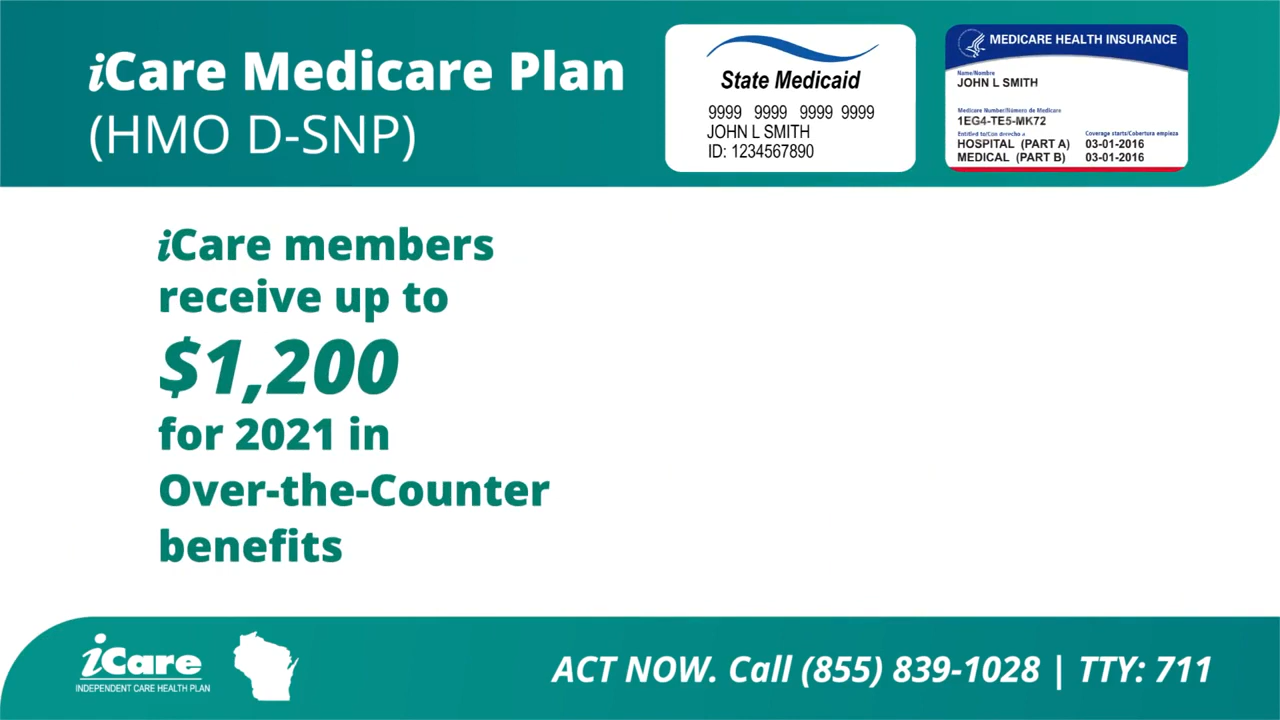 iCare Medicare Plan
(HMO D-SNP)
State Medicaid
9999 9999 9999 9999
JOHN L SMITH
ID: 1234567890
MEDICARE HEALTH INSURANCE
Name/Nombre
JOHN L SMITH
Medicare Number/Número de Medicare
1EG4-TE5-MK72
Entitled to/Con derecho a Coverage starts/Cobertura empieza
HOSPITAL (PART A) 03-01-2016
MEDICAL (PART B) 03-01-2016
iCare members
receive up to
$1,200
for 2021 in
Over-the-Counter
benefits
iCare
INDEPENDENT CARE HEALTH PLAN
ACT NOW. Call (855) 839-1028 | TTY: 711